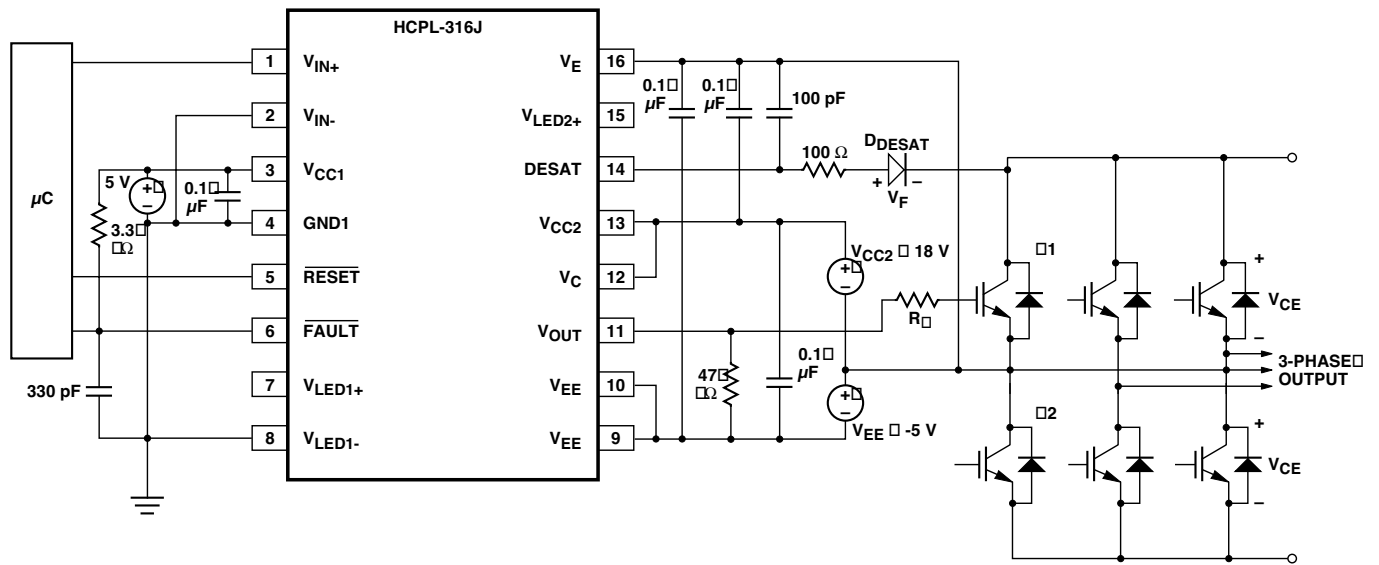 HCPL-316J
µC
1 VIN+
2 VIN-
3 VCC1
4 GND1
5 RESET
6 FAULT
7 VLED1+
8 VLED1-
VE 16
VLED2+ 15
DESAT 14
VCC2 13
VC 12
VOUT 11
VEE 10
VEE 9
5 V
+□
–
0.1□
µF
3.3□
□Ω
330 pF
0.1□
µF
0.1□
µF
100 pF
100 Ω
DDESAT
+ VF –
VCC2 □ 18 V
+□
–
R□
47□
□Ω
0.1□
µF
+□
–
VEE □ -5 V
□1
□2
+
VCE
–
3-PHASE□
OUTPUT
+
VCE
–